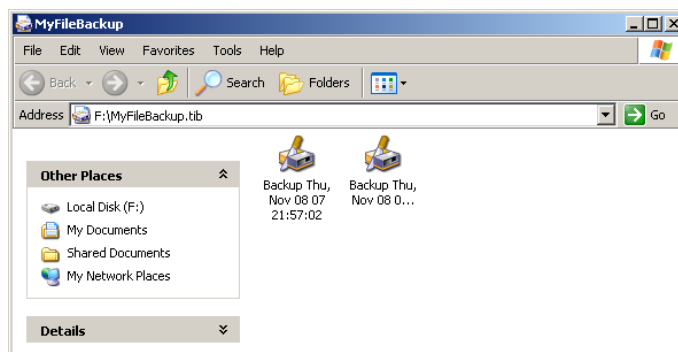 MyFileBackup
File Edit View Favorites Tools Help
Back Search Folders
Address F:\MyFileBackup.tib Go
Other Places
Local Disk (F:)
My Documents
Shared Documents
My Network Places
Details
Backup Thu,
Nov 08 07
21:57:02
Backup Thu,
Nov 08 0...